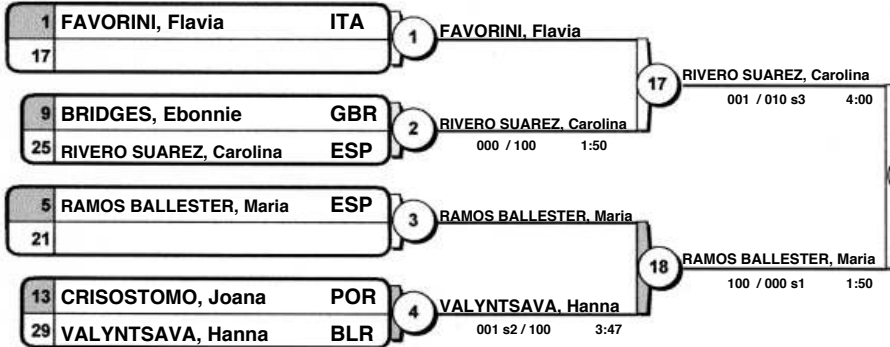 1 FAVORINI, Flavia ITA
17
1
FAVORINI, Flavia
9 BRIDGES, Ebonnie GBR
25 RIVERO SUAREZ, Carolina ESP
2
RIVERO SUAREZ, Carolina
000 / 100 1:50
17
RIVERO SUAREZ, Carolina
001 / 010 s3 4:00
5 RAMOS BALLESTER, Maria ESP
21
3
RAMOS BALLESTER, Maria
13 CRISOSTOMO, Joana POR
29 VALYNTSAVA, Hanna BLR
4
VALYNTSAVA, Hanna
001 s2 / 100 3:47
18
RAMOS BALLESTER, Maria
100 / 000 s1 1:50